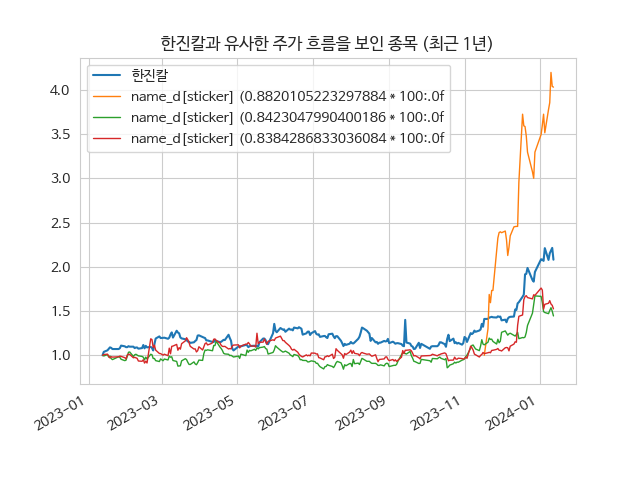 한진칼과 유사한 주가 흐름을 보인 종목 (최근 1년)
한진칼
name_d[sticker] (0.8820105223297884 * 100:.0f
name_d[sticker] (0.8423047990400186 * 100:.0f
name_d[sticker] (0.8384286833036084 * 100:.0f
4.0
3.5
3.0
2.5
2.0
1.5
1.0
2023-01
2023-03
2023-05
2023-07
2023-09
2023-11
2024-01